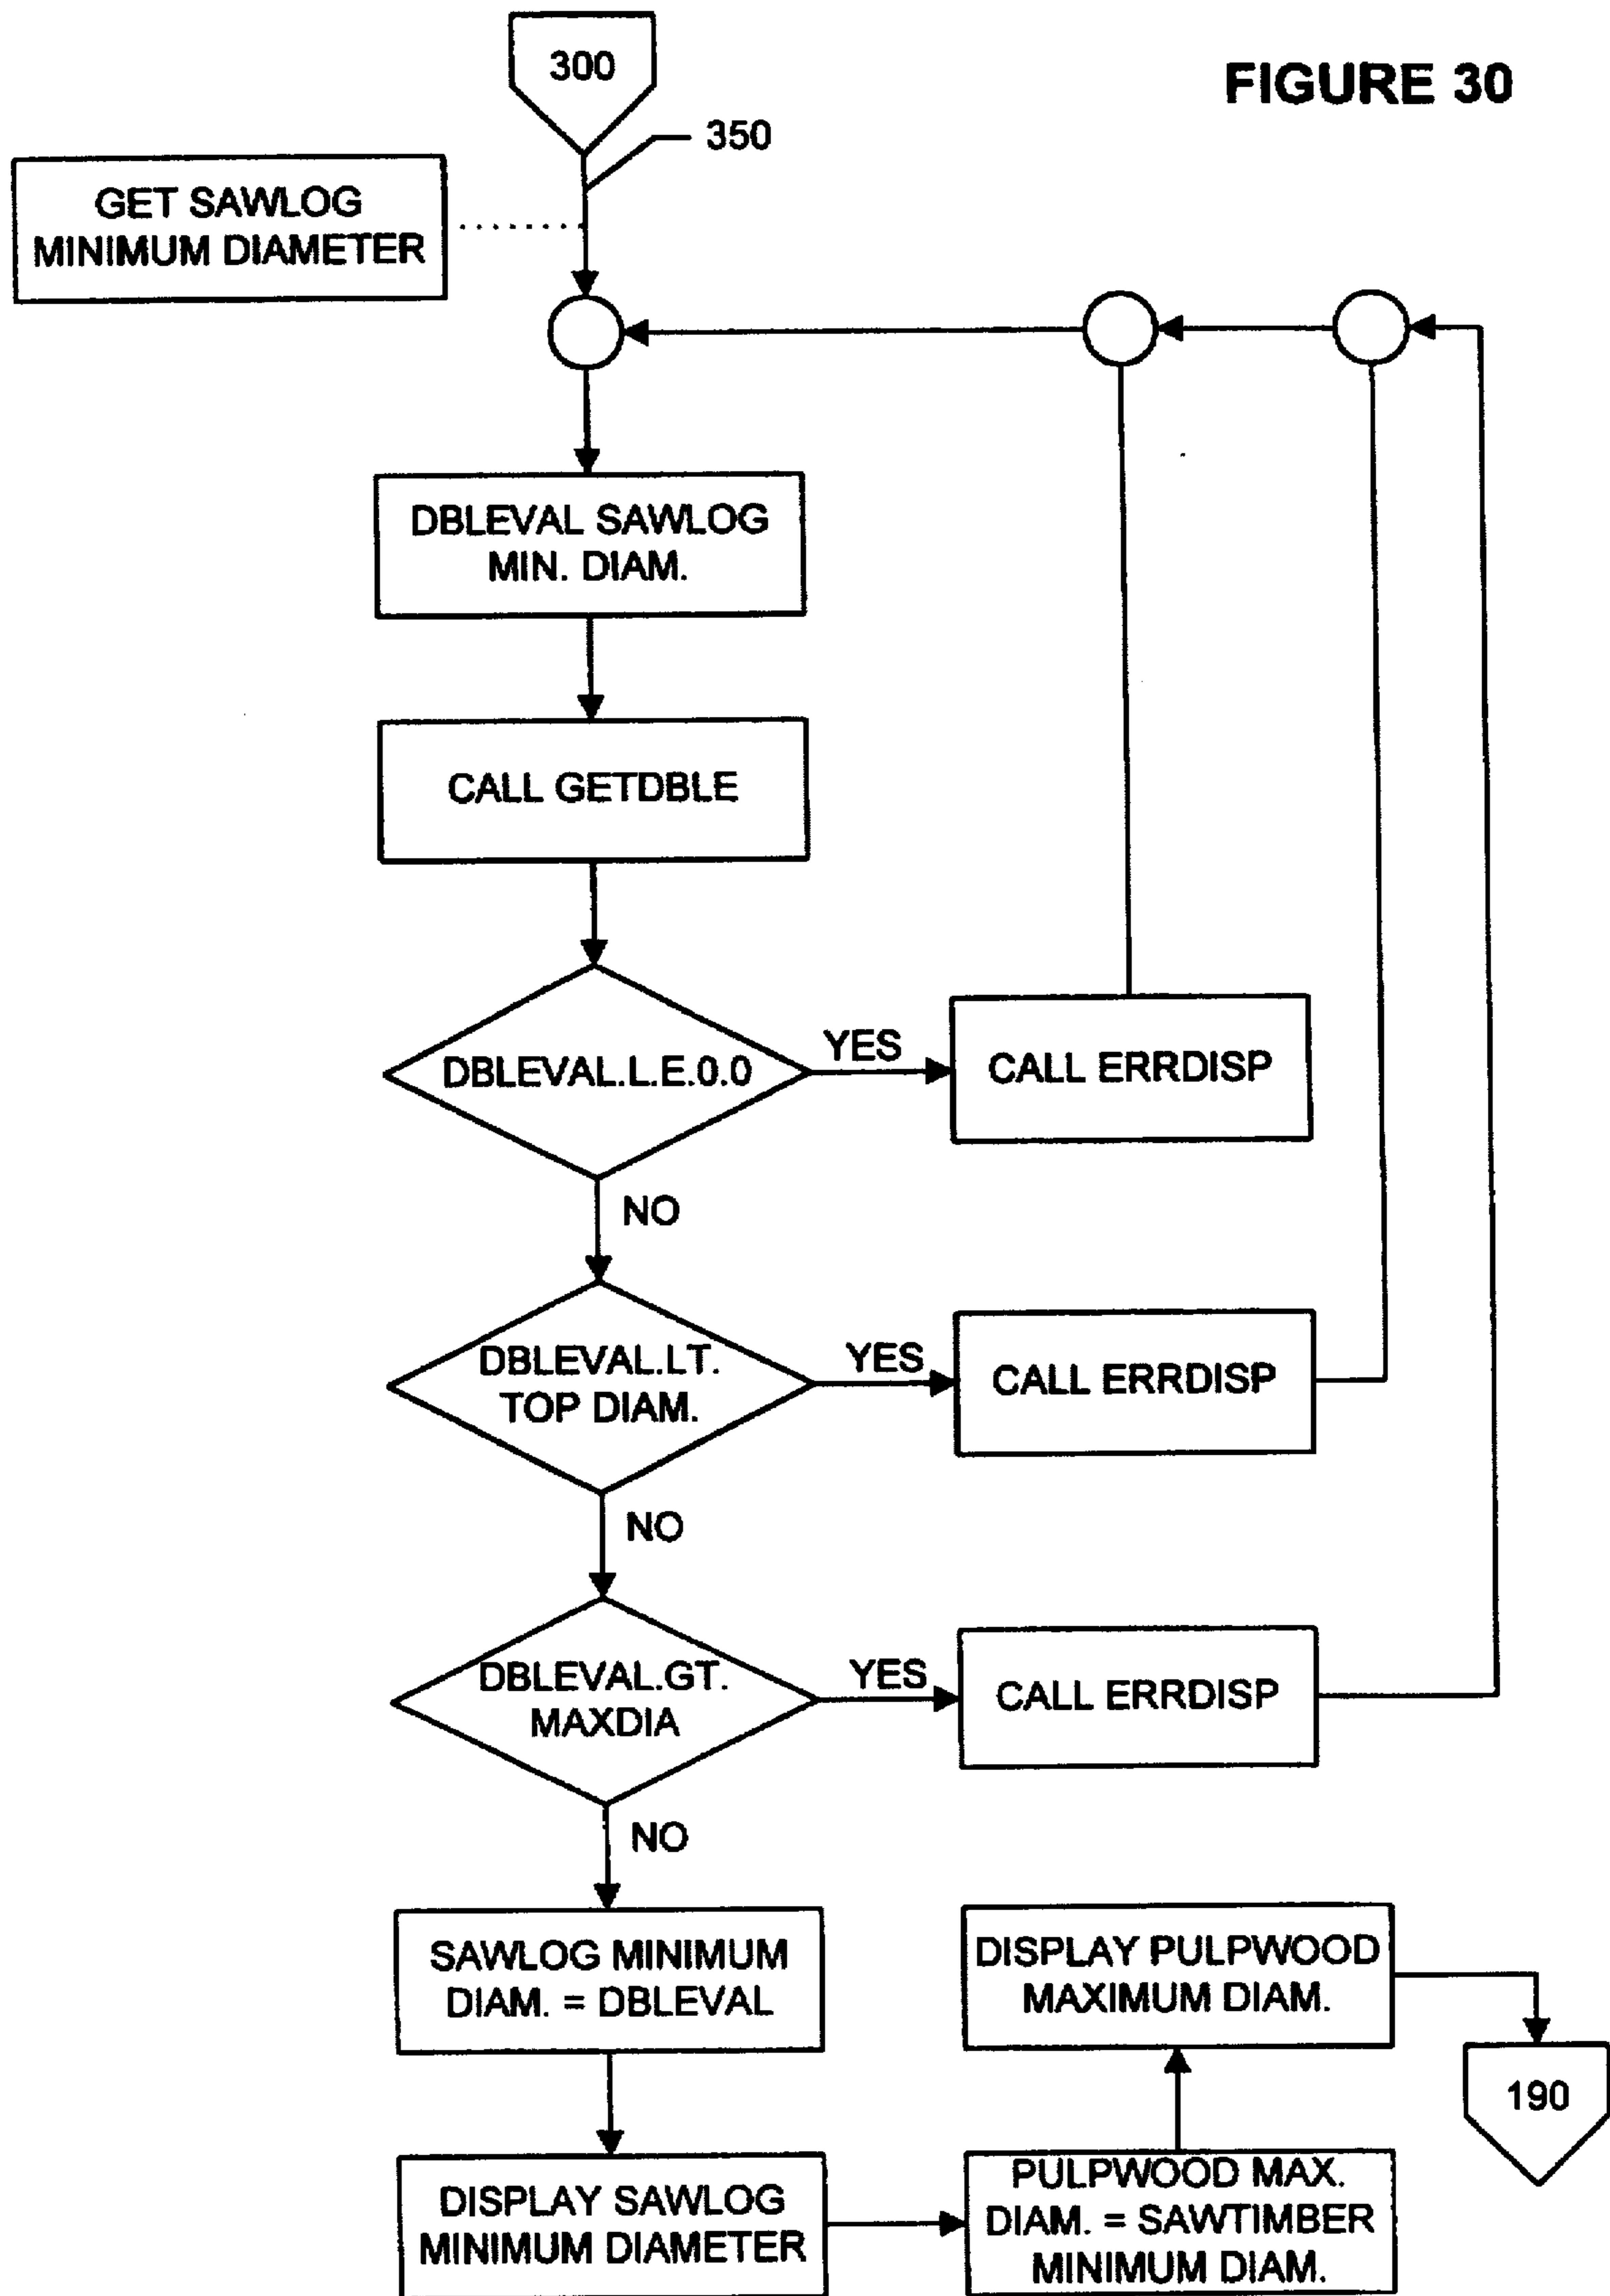 300
FIGURE 30
350
GET SAWLOG
MINIMUM DIAMETER
DBLEVAL SAWLOG
MIN. DIAM.
CALL GETDBLE
DBLEVAL.L.E.0.0
YES
CALL ERRDISP
NO
DBLEVAL.LT.
TOP DIAM.
YES
CALL ERRDISP
NO
DBLEVAL.GT.
MAXDIA
YES
CALL ERRDISP
NO
SAWLOG MINIMUM
DIAM. = DBLEVAL
DISPLAY SAWLOG
MINIMUM DIAMETER
PULPWOOD MAX.
DIAM. = SAWTIMBER
MINIMUM DIAM.
DISPLAY PULPWOOD
MAXIMUM DIAM.
190